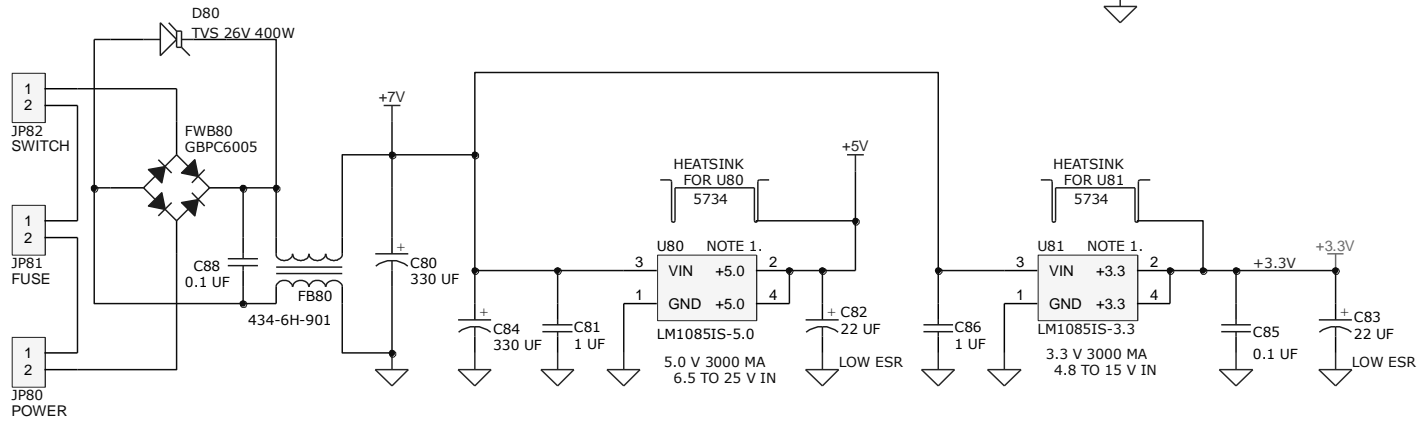 D80
TVS 26V 400W
1
2
JP82
SWITCH
FWB80
GBPC6005
1
2
JP81
FUSE
1
2
JP80
POWER
C88
0.1 UF
FB80
434-6H-901
+7V
+
C80
330 UF
+
C84
330 UF
C81
1 UF
HEATSINK
FOR U80
5734
+5V
U80 NOTE 1.
3 VIN +5.0 2
1 GND +5.0 4
LM1085IS-5.0
5.0 V 3000 MA
6.5 TO 25 V IN
+
C82
22 UF
LOW ESR
C86
1 UF
HEATSINK
FOR U81
5734
U81 NOTE 1.
3 VIN +3.3 2
1 GND +3.3 4
LM1085IS-3.3
3.3 V 3000 MA
4.8 TO 15 V IN
+3.3V
+3.3V
C85
0.1 UF
+
C83
22 UF
LOW ESR